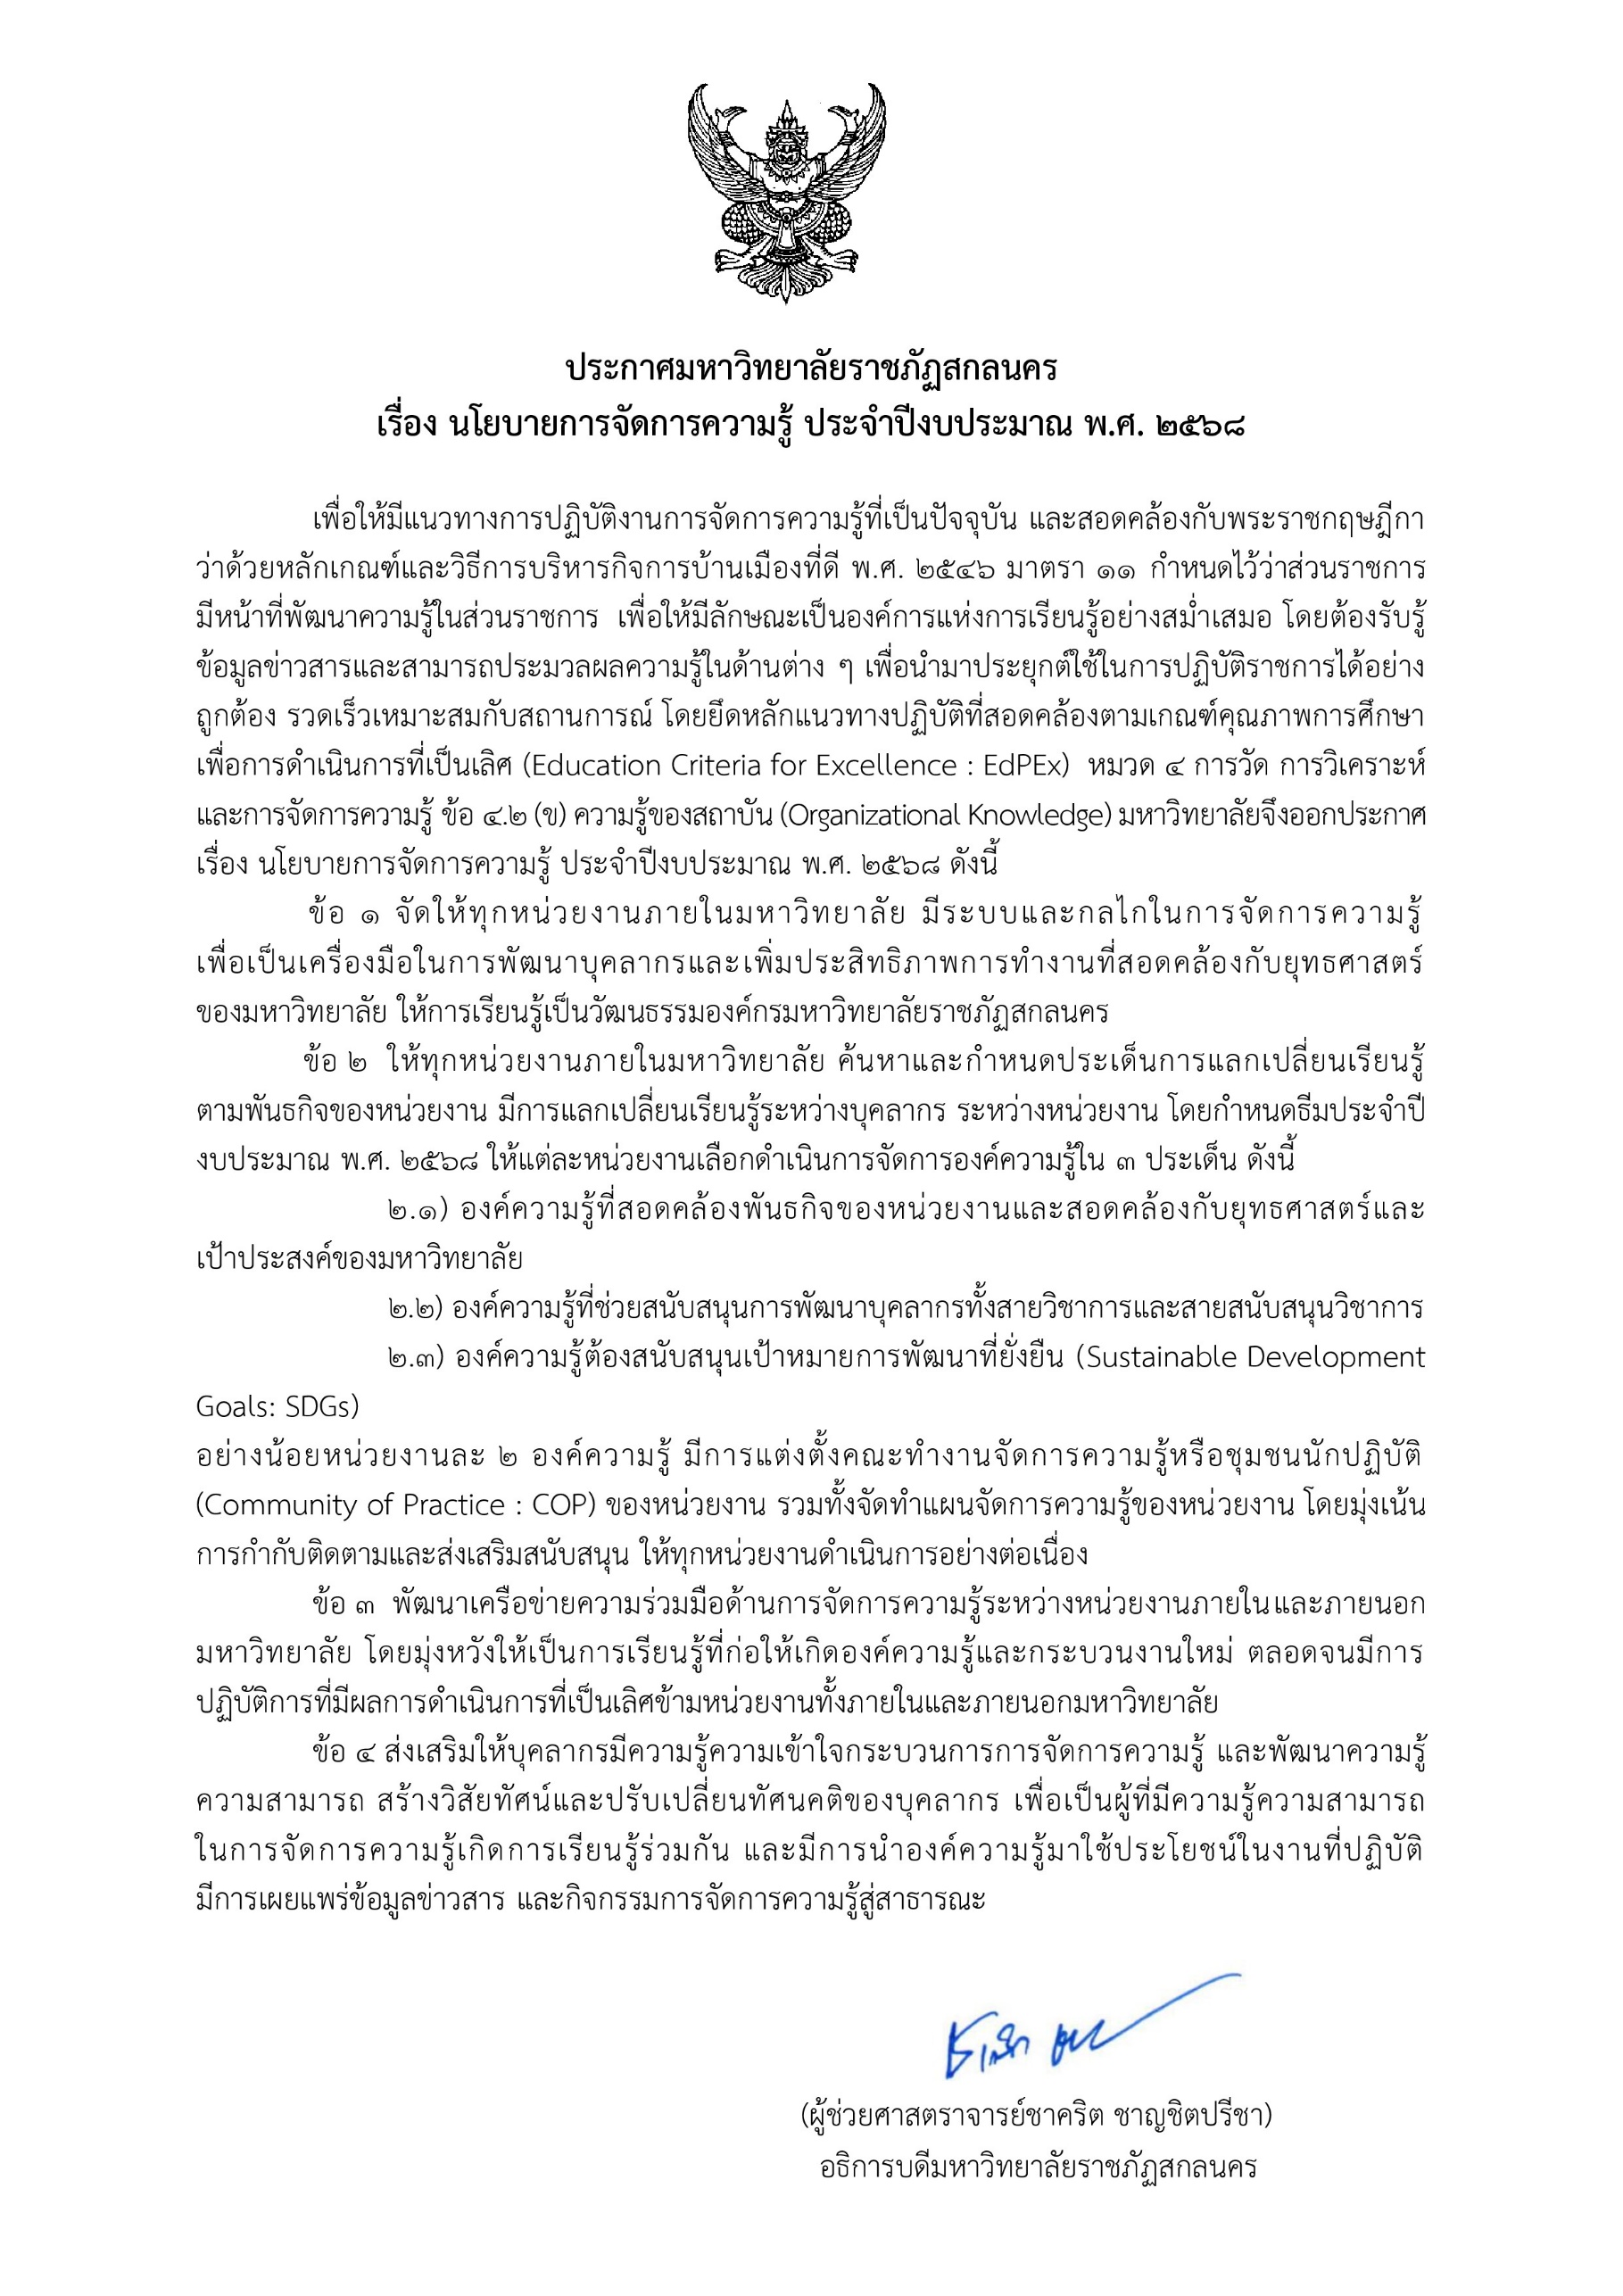 ประกาศมหาวิทยาลัยราชภัฏสกลนคร
เรื่อง นโยบายการจัดการความรู้ ประจำปีงบประมาณ พ.ศ. ๒๕๖๘
เพื่อให้มีแนวทางการปฏิบัติงานการจัดการความรู้ที่เป็นปัจจุบัน และสอดคล้องกับพระราชกฤษฎีกา
ว่าด้วยหลักเกณฑ์และวิธีการบริหารกิจการบ้านเมืองที่ดี พ.ศ. ๒๕๔๖ มาตรา ๑๑ กำหนดไว้ว่าส่วนราชการ
มีหน้าที่พัฒนาความรู้ในส่วนราชการ เพื่อให้มีลักษณะเป็นองค์การแห่งการเรียนรู้อย่างสม่ำเสมอ โดยต้องรับรู้
ข้อมูลข่าวสารและสามารถประมวลผลความรู้ในด้านต่าง ๆ เพื่อนำมาประยุกต์ใช้ในการปฏิบัติราชการได้อย่าง
ถูกต้อง รวดเร็วเหมาะสมกับสถานการณ์ โดยยึดหลักแนวทางปฏิบัติที่สอดคล้องตามเกณฑ์คุณภาพการศึกษา
เพื่อการดำเนินการที่เป็นเลิศ (Education Criteria for Excellence : EdPEx) หมวด ๔ การวัด การวิเคราะห์
และการจัดการความรู้ ข้อ ๔.๒ (ข) ความรู้ของสถาบัน (Organizational Knowledge) มหาวิทยาลัยจึงออกประกาศ
เรื่อง นโยบายการจัดการความรู้ ประจำปีงบประมาณ พ.ศ. ๒๕๖๘ ดังนี้
ข้อ ๑ จัดให้ทุกหน่วยงานภายในมหาวิทยาลัย มีระบบและกลไกในการจัดการความรู้
เพื่อเป็นเครื่องมือในการพัฒนาบุคลากรและเพิ่มประสิทธิภาพการทำงานที่สอดคล้องกับยุทธศาสตร์
ของมหาวิทยาลัย ให้การเรียนรู้เป็นวัฒนธรรมองค์กรมหาวิทยาลัยราชภัฏสกลนคร
ข้อ ๒ ให้ทุกหน่วยงานภายในมหาวิทยาลัย ค้นหาและกำหนดประเด็นการแลกเปลี่ยนเรียนรู้
ตามพันธกิจของหน่วยงาน มีการแลกเปลี่ยนเรียนรู้ระหว่างบุคลากร ระหว่างหน่วยงาน โดยกำหนดธีมประจำปี
งบประมาณ พ.ศ. ๒๕๖๘ ให้แต่ละหน่วยงานเลือกดำเนินการจัดการองค์ความรู้ใน ๓ ประเด็น ดังนี้
๒.๑) องค์ความรู้ที่สอดคล้องพันธกิจของหน่วยงานและสอดคล้องกับยุทธศาสตร์และ
เป้าประสงค์ของมหาวิทยาลัย
๒.๒) องค์ความรู้ที่ช่วยสนับสนุนการพัฒนาบุคลากรทั้งสายวิชาการและสายสนับสนุนวิชาการ
๒.๓) องค์ความรู้ต้องสนับสนุนเป้าหมายการพัฒนาที่ยั่งยืน (Sustainable Development
Goals: SDGs)
อย่างน้อยหน่วยงานละ ๒ องค์ความรู้ มีการแต่งตั้งคณะทำงานจัดการความรู้หรือชุมชนนักปฏิบัติ
(Community of Practice : COP) ของหน่วยงาน รวมทั้งจัดทำแผนจัดการความรู้ของหน่วยงาน โดยมุ่งเน้น
การกำกับติดตามและส่งเสริมสนับสนุน ให้ทุกหน่วยงานดำเนินการอย่างต่อเนื่อง
ข้อ ๓ พัฒนาเครือข่ายความร่วมมือด้านการจัดการความรู้ระหว่างหน่วยงานภายในและภายนอก
มหาวิทยาลัย โดยมุ่งหวังให้เป็นการเรียนรู้ที่ก่อให้เกิดองค์ความรู้และกระบวนงานใหม่ ตลอดจนมีการ
ปฏิบัติการที่มีผลการดำเนินการที่เป็นเลิศข้ามหน่วยงานทั้งภายในและภายนอกมหาวิทยาลัย
ข้อ ๔ ส่งเสริมให้บุคลากรมีความรู้ความเข้าใจกระบวนการการจัดการความรู้ และพัฒนาความรู้
ความสามารถ สร้างวิสัยทัศน์และปรับเปลี่ยนทัศนคติของบุคลากร เพื่อเป็นผู้ที่มีความรู้ความสามารถ
ในการจัดการความรู้เกิดการเรียนรู้ร่วมกัน และมีการนำองค์ความรู้มาใช้ประโยชน์ในงานที่ปฏิบัติ
มีการเผยแพร่ข้อมูลข่าวสาร และกิจกรรมการจัดการความรู้สู่สาธารณะ
(ผู้ช่วยศาสตราจารย์ชาคริต ชาญชิตปรีชา)
อธิการบดีมหาวิทยาลัยราชภัฏสกลนคร